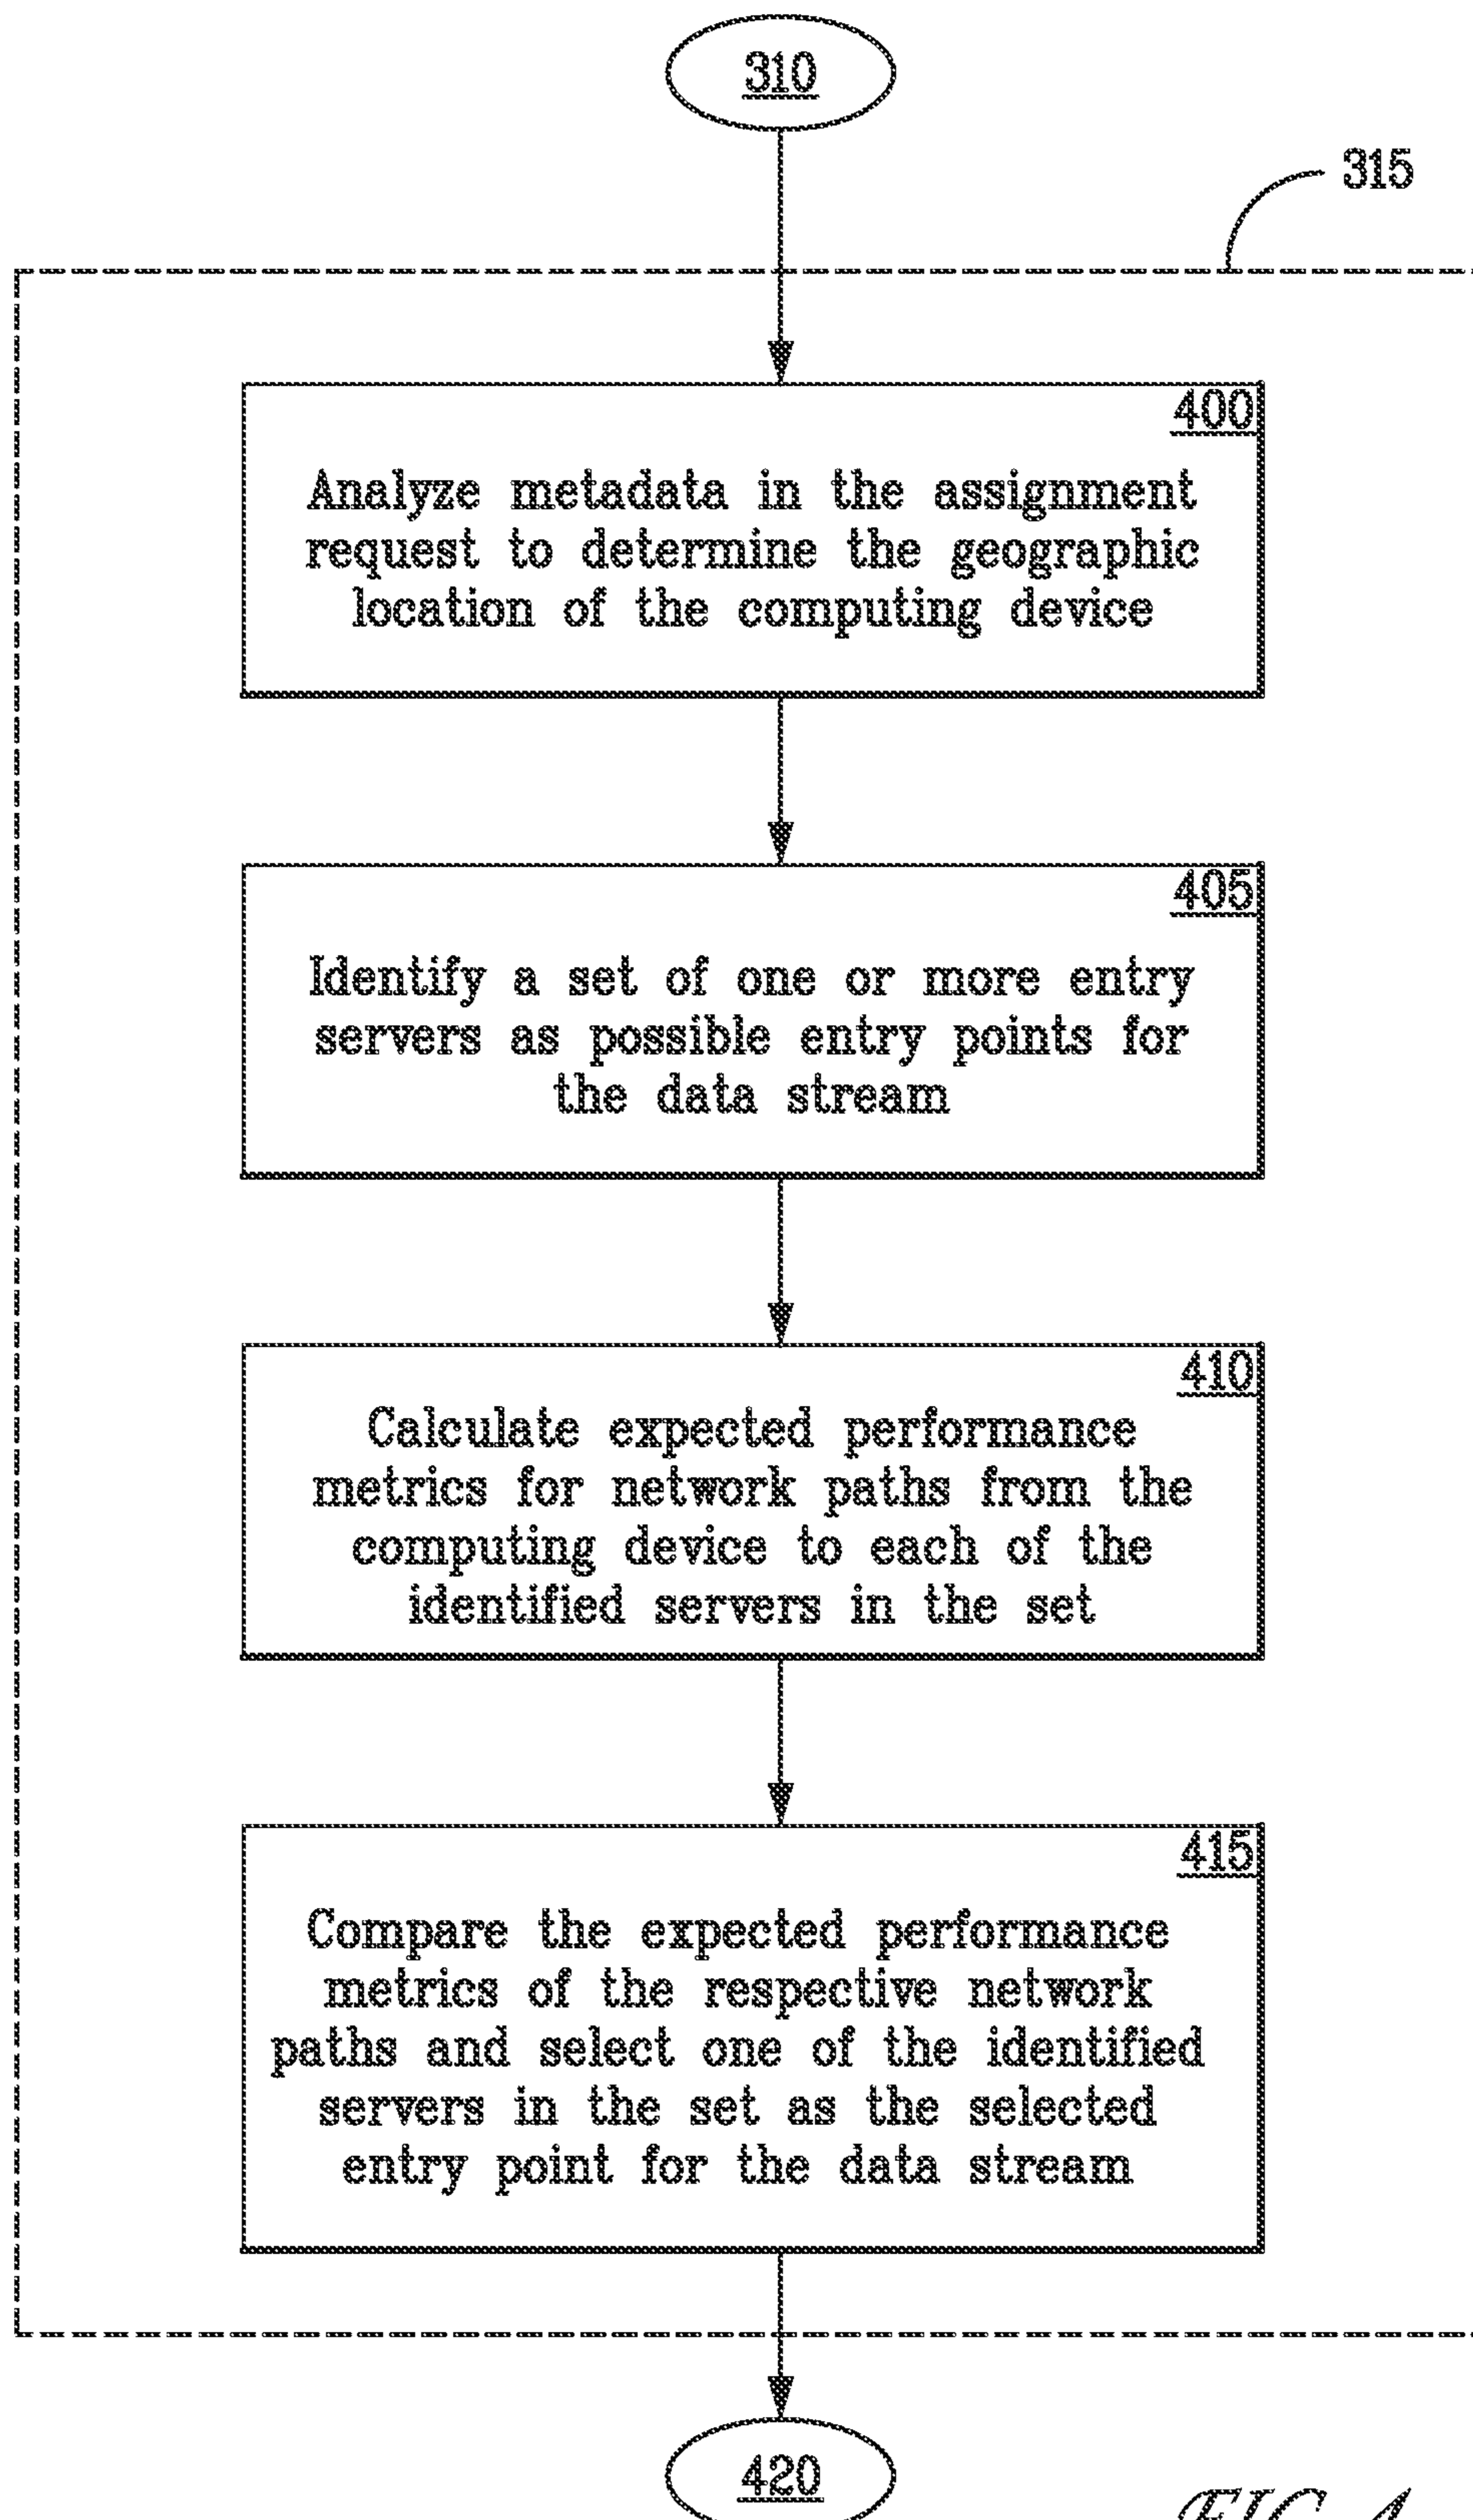 310
315
400
Analyze metadata in the assignment
request to determine the geographic
location of the computing device
405
Identify a set of one or more entry
servers as possible entry points for
the data stream
410
Calculate expected performance
metrics for network paths from the
computing device to each of the
identified servers in the set
415
Compare the expected performance
metrics of the respective network
paths and select one of the identified
servers in the set as the selected
entry point for the data stream
420